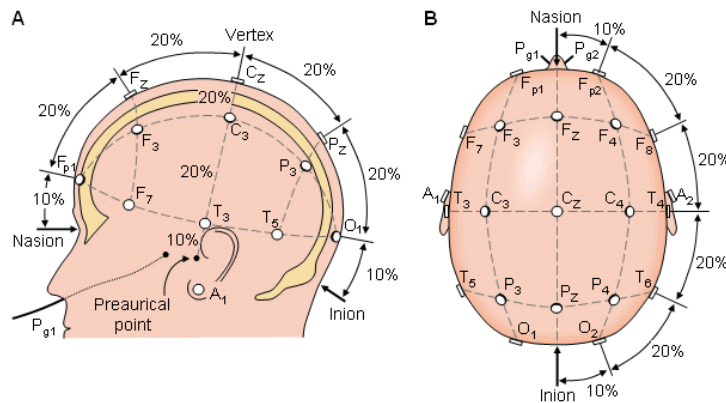 A
20%
Vertex
20%
Fz
Cz
20%
20%
C3
F3
Pz
20%
20%
P3
Fp1
10%
F7
T3
T5
O1
Nasion
10%
10%
Preaurical
point
A1
Inion
Pg1
B
Nasion
10%
Pg1
Pg2
20%
Fp1
Fp2
F7
F3
Fz
F4
F8
20%
A1
T3
C3
Cz
C4
T4
A2
20%
T5
P3
Pz
P4
T6
O1
O2
20%
Inion
10%